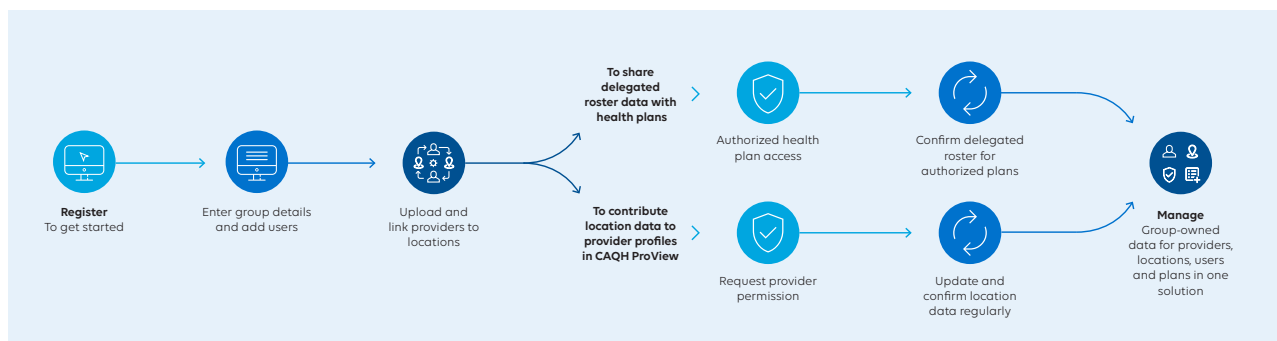 Register
To get started
Enter group details
and add users
Upload and
link providers to
locations
To share
delegated
roster data with
health plans
Authorized health
plan access
Confirm delegated
roster for
authorized plans
To contribute
location data to
provider profiles
in CAQH ProView
Request provider
permission
Update and
confirm location
data regularly
Manage
Group-owned
data for providers,
locations, users
and plans in one
solution